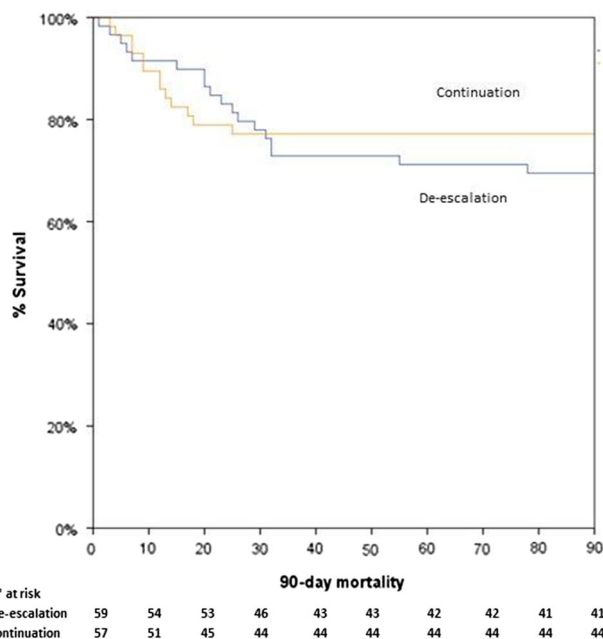 100%
80%
60%
40%
20%
0%
% Survival
Continuation
De-escalation
0 10 20 30 40 50 60 70 80 90
90-day mortality
° at risk
e-escalation 59 54 53 46 43 43 42 42 41 41
ontinuation 57 51 45 44 44 44 44 44 44 44